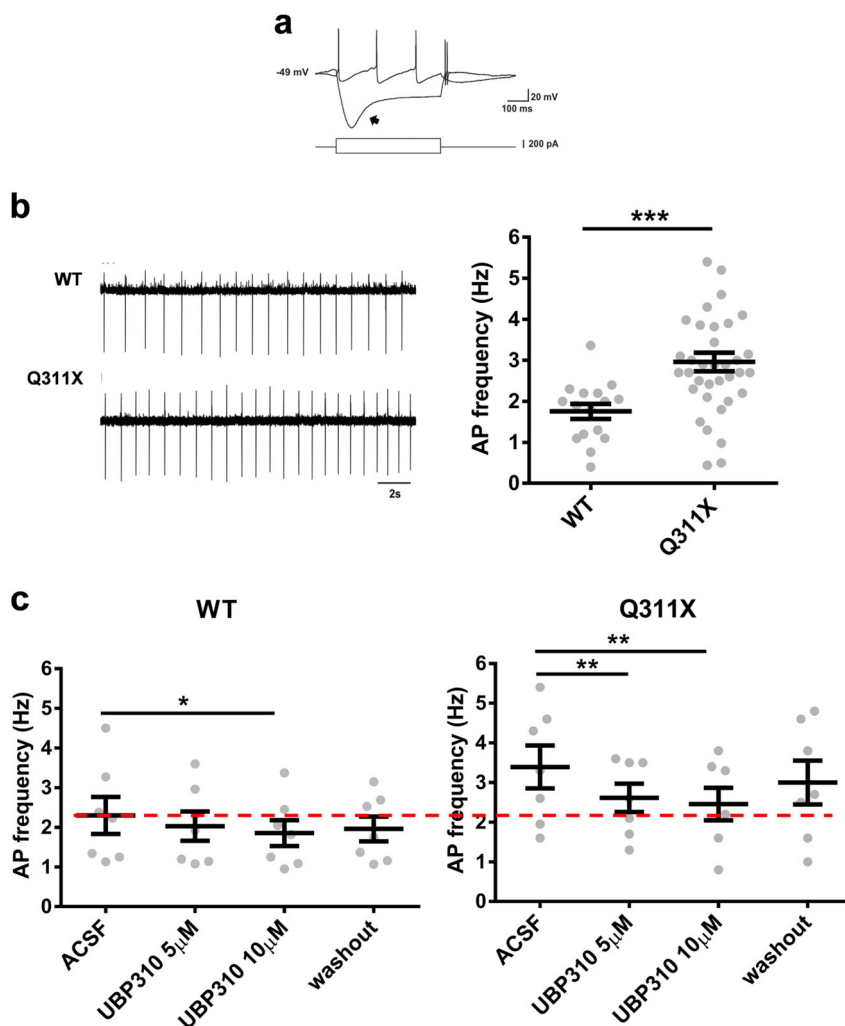 a
-49 mV
20 mV
100 ms
200 pA
b
WT
Q311X
2s
***
AP frequency (Hz)
6
5
4
3
2
1
0
WT
Q311X
c
WT
*
AP frequency (Hz)
6
5
4
3
2
1
0
ACSF
UBP310 5μM
UBP310 10μM
washout
Q311X
**
**
AP frequency (Hz)
6
5
4
3
2
1
0
ACSF
UBP310 5μM
UBP310 10μM
washout